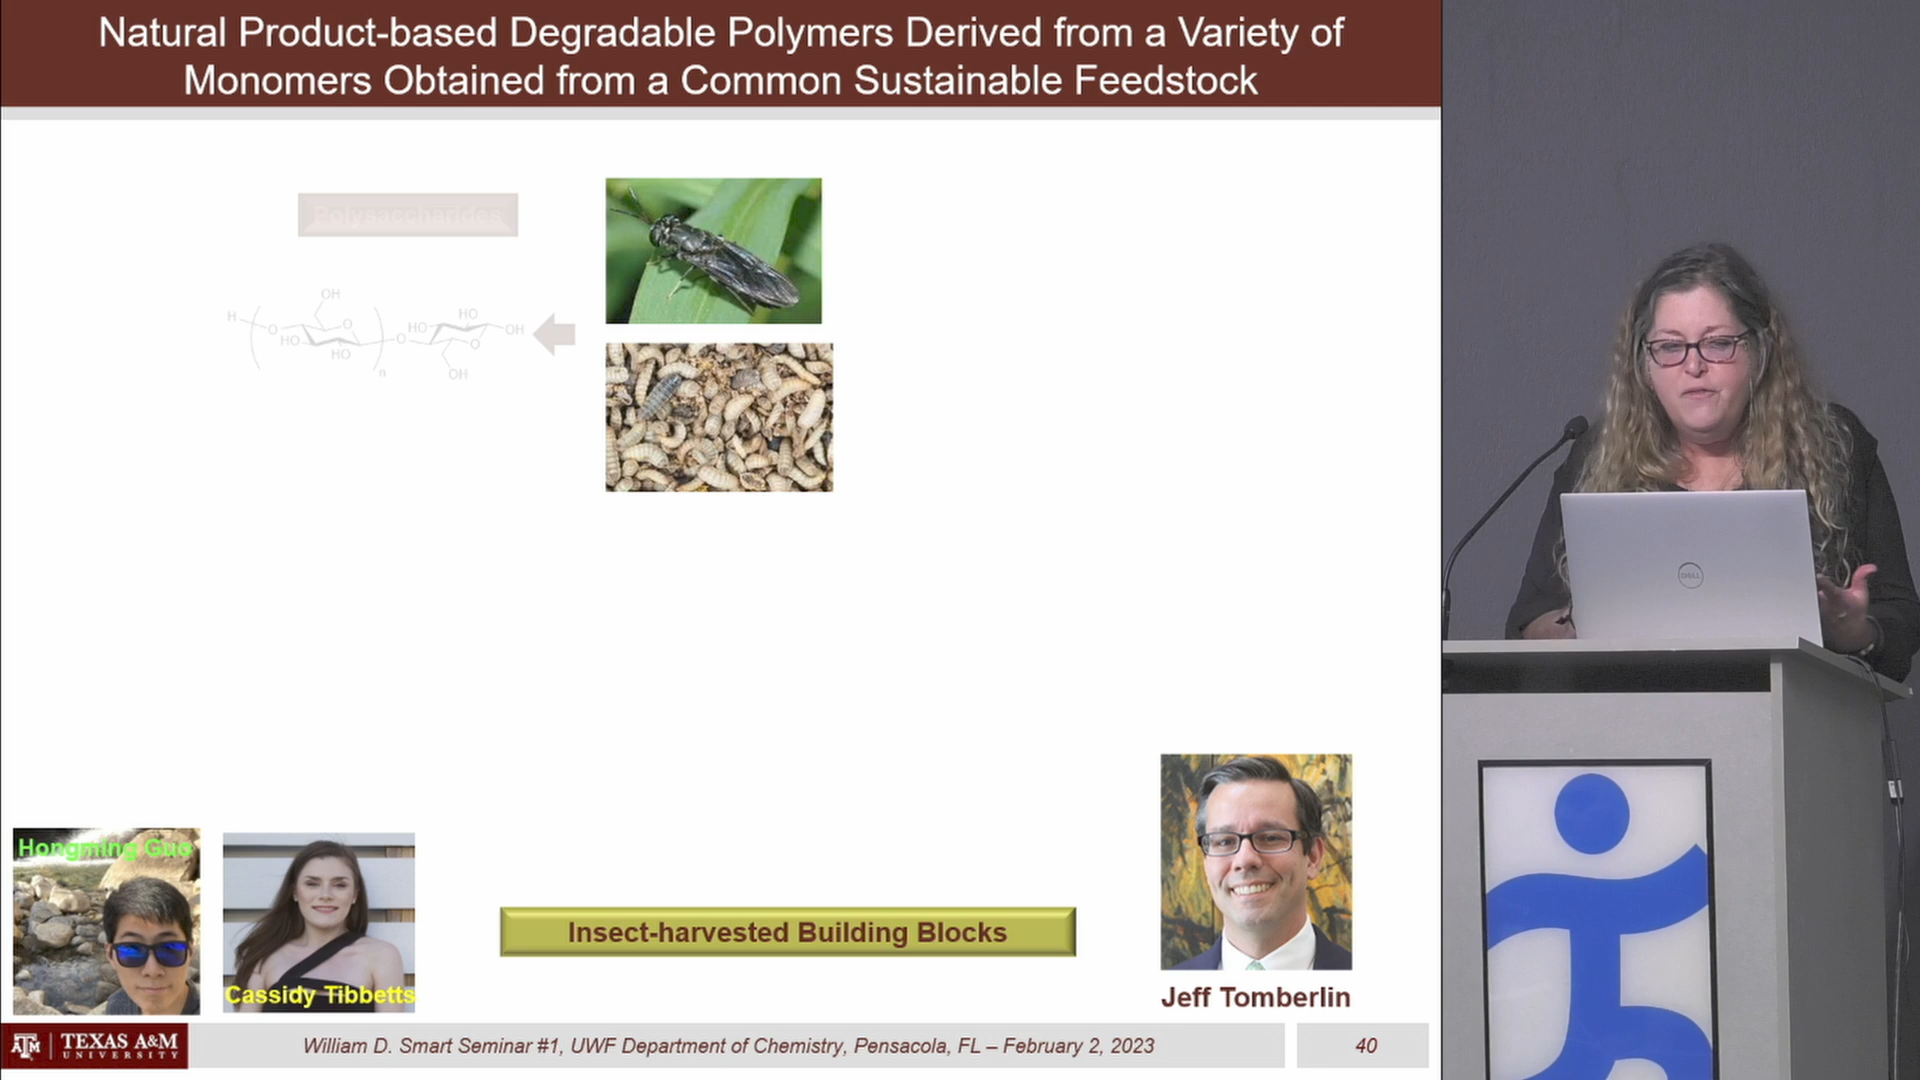 Natural Product-based Degradable Polymers Derived from a Variety of
Monomers Obtained from a Common Sustainable Feedstock
Polysaccharides
OH
H
O
O
HO
HO
n
O
HO
HO
OH
O
OH
Hongming Guo
Cassidy Tibbetts
Insect-harvested Building Blocks
Jeff Tomberlin
DELL
ATM | TEXAS A&M
UNIVERSITY
William D. Smart Seminar #1, UWF Department of Chemistry, Pensacola, FL – February 2, 2023
40